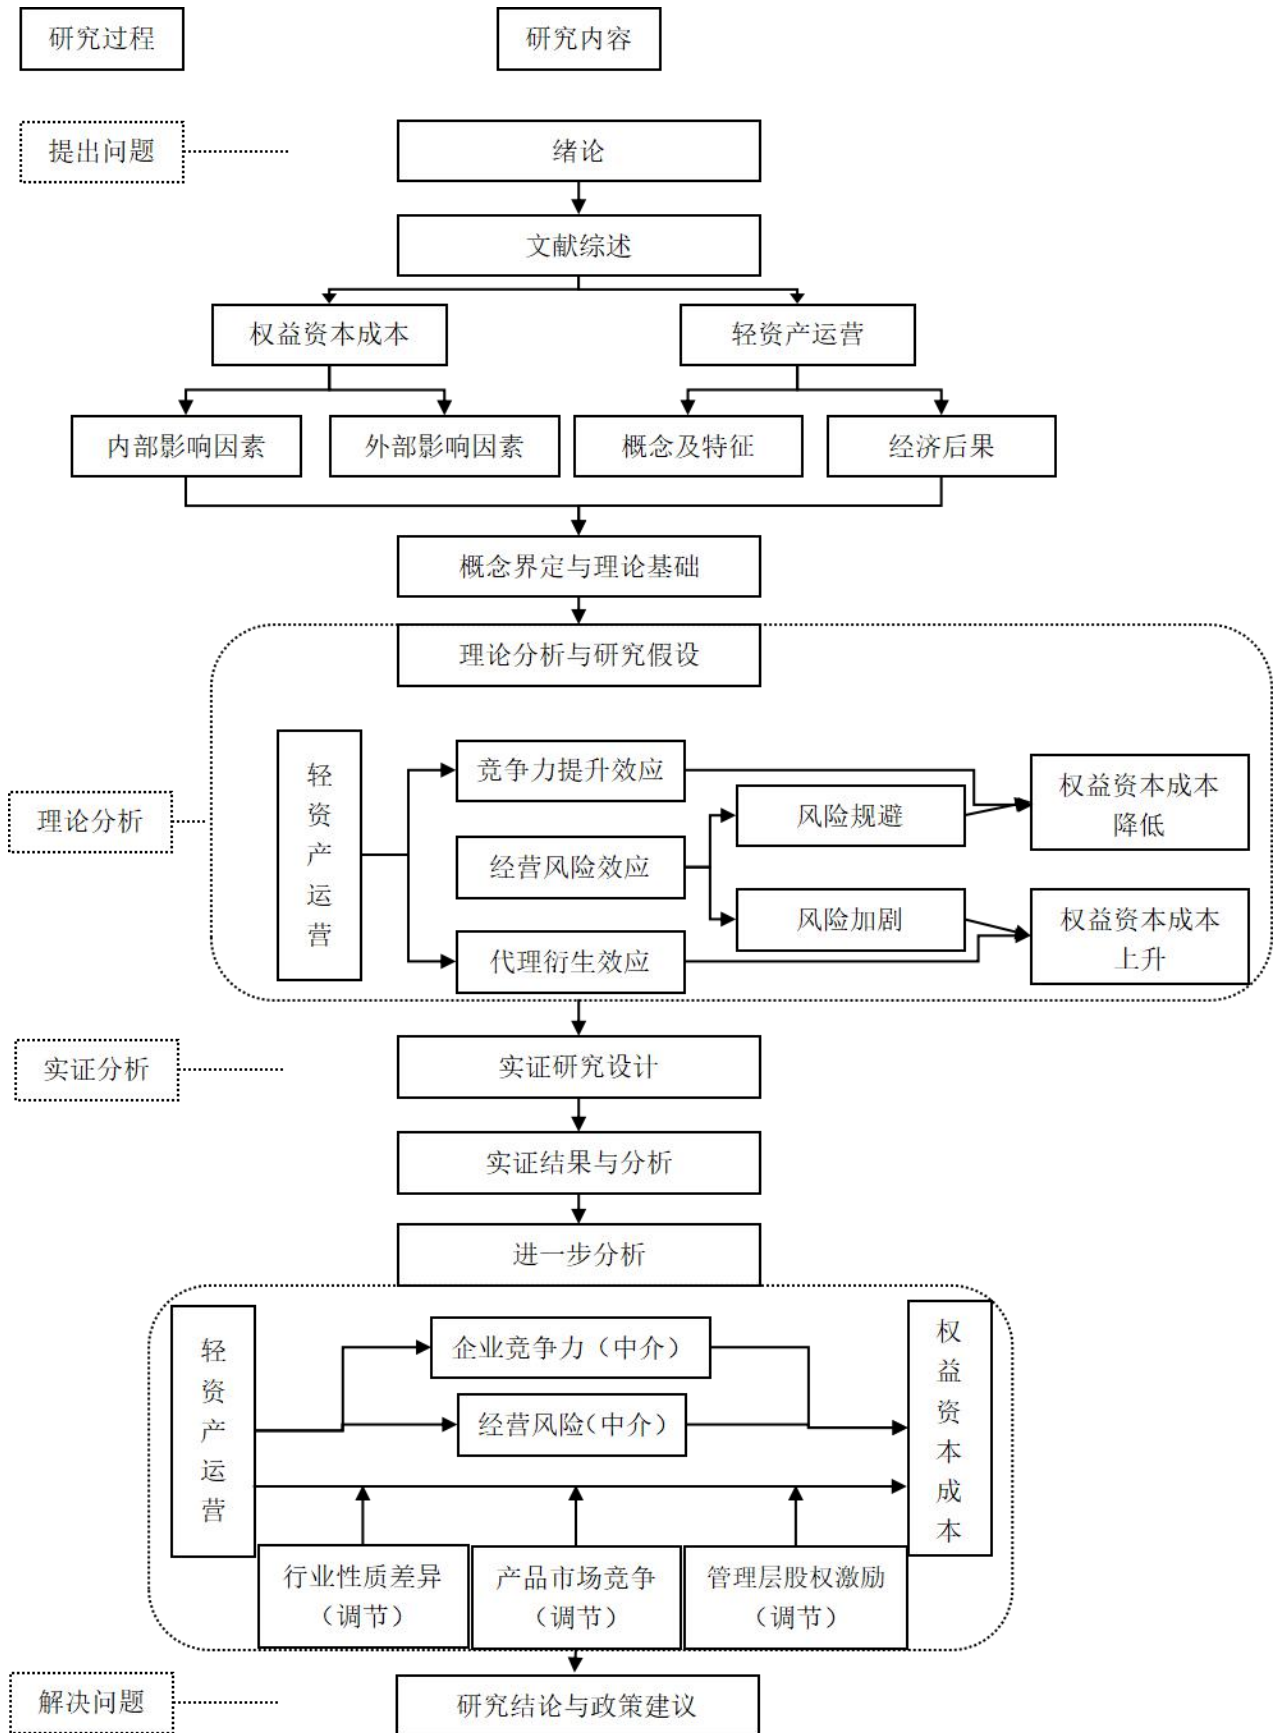 研究过程
研究内容
提出问题
绪论
文献综述
权益资本成本
轻资产运营
内部影响因素
外部影响因素
概念及特征
经济后果
概念界定与理论基础
理论分析与研究假设
理论分析
轻
资
产
运
营
竞争力提升效应
经营风险效应
代理衍生效应
风险规避
风险加剧
权益资本成本
降低
权益资本成本
上升
实证分析
实证研究设计
实证结果与分析
进一步分析
轻
资
产
运
营
企业竞争力（中介）
经营风险（中介）
权
益
资
本
成
本
行业性质差异
（调节）
产品市场竞争
（调节）
管理层股权激励
（调节）
解决问题
研究结论与政策建议